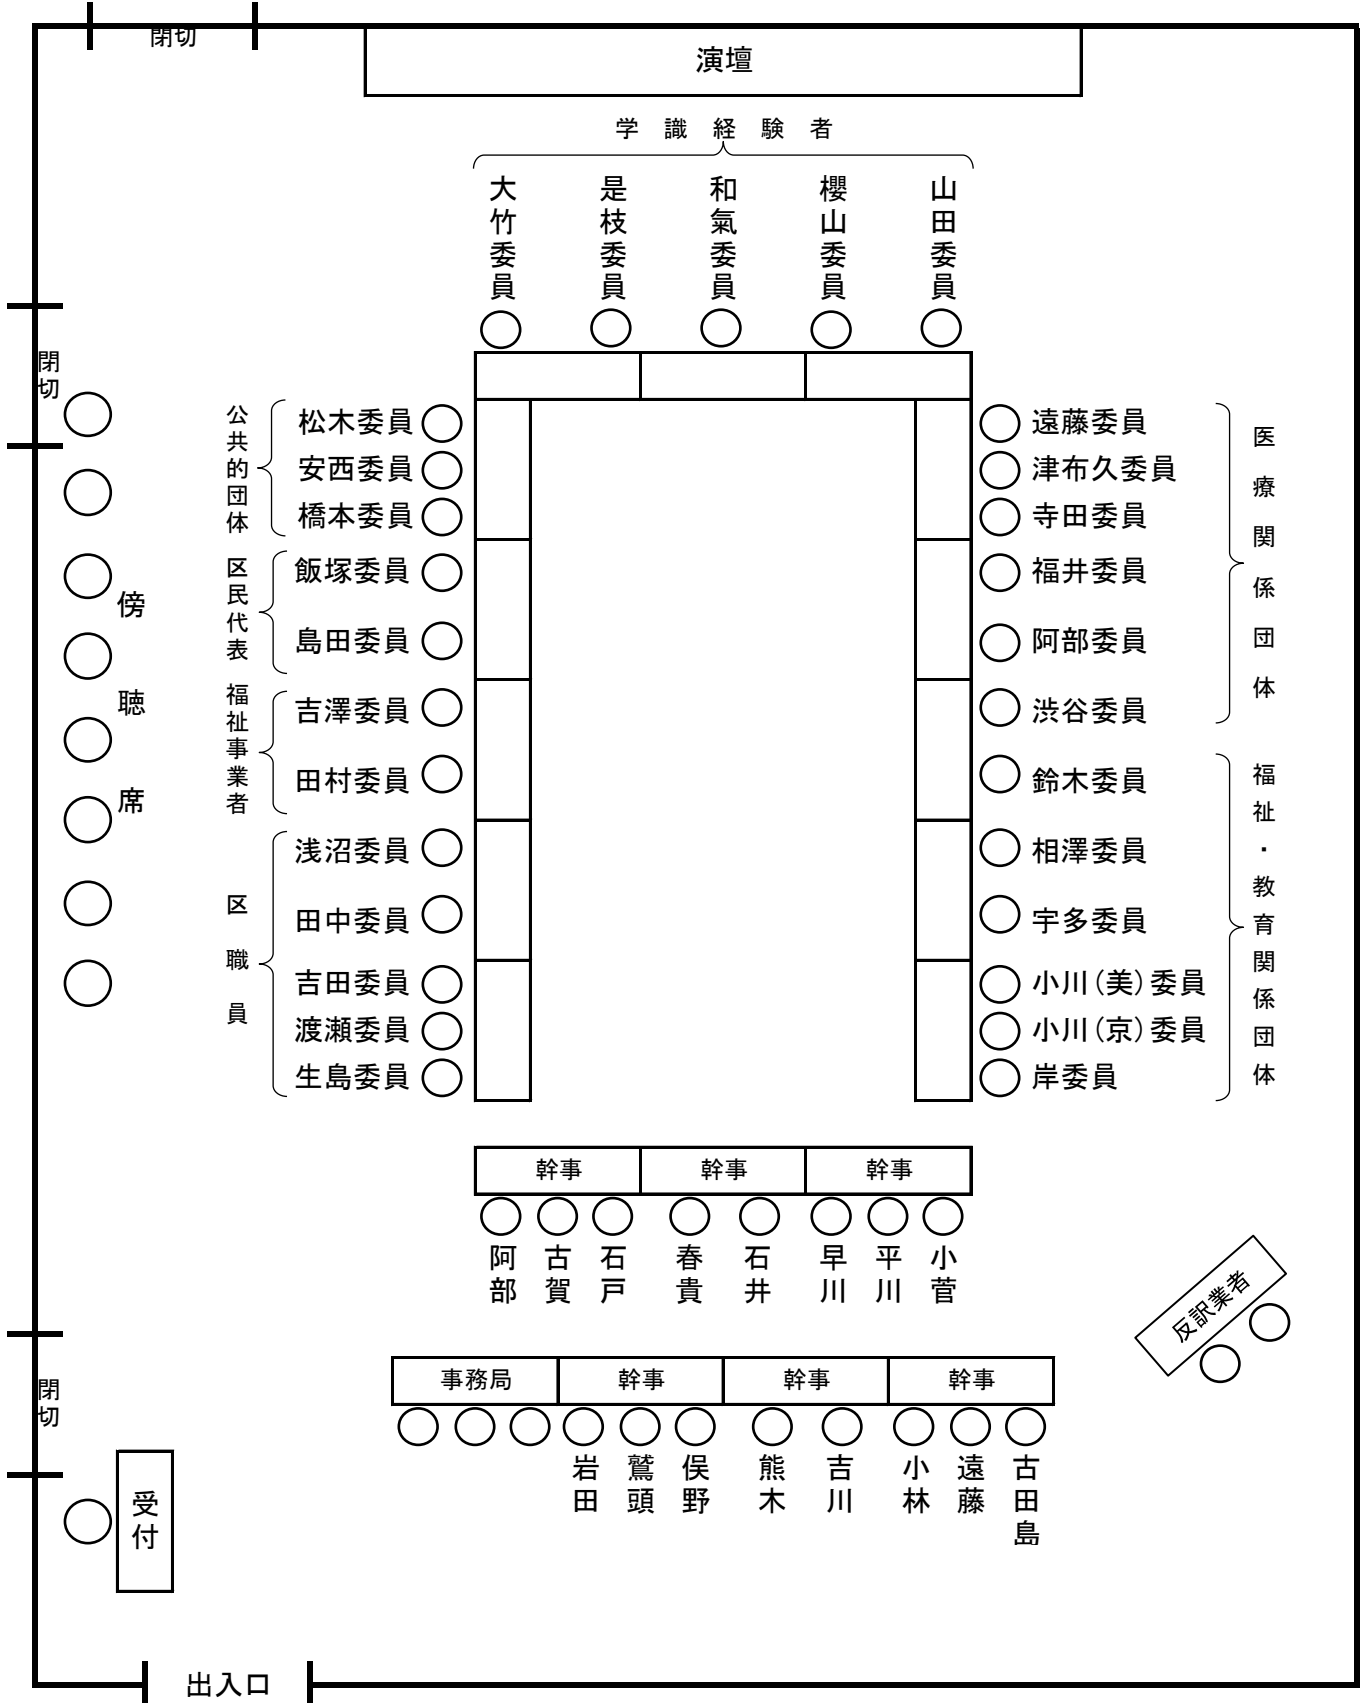 閉切
演壇
学識経験者
大竹委員
是枝委員
和氣委員
櫻山委員
山田委員
閉切
公共的団体
松木委員
安西委員
橋本委員
区民代表
飯塚委員
島田委員
福祉事業者
吉澤委員
田村委員
区職員
浅沼委員
田中委員
吉田委員
渡瀬委員
生島委員
遠藤委員
津布久委員
寺田委員
福井委員
阿部委員
渋谷委員
医療関係団体
鈴木委員
相澤委員
宇多委員
小川(美)委員
小川(京)委員
岸委員
福祉・教育関係団体
傍聴席
幹事
幹事
幹事
阿部
古賀
石戸
春貴
石井
早川
平川
小菅
反訳業者
事務局
幹事
幹事
幹事
岩田
鷲頭
俣野
熊木
吉川
小林
遠藤
古田島
閉切
受付
出入口